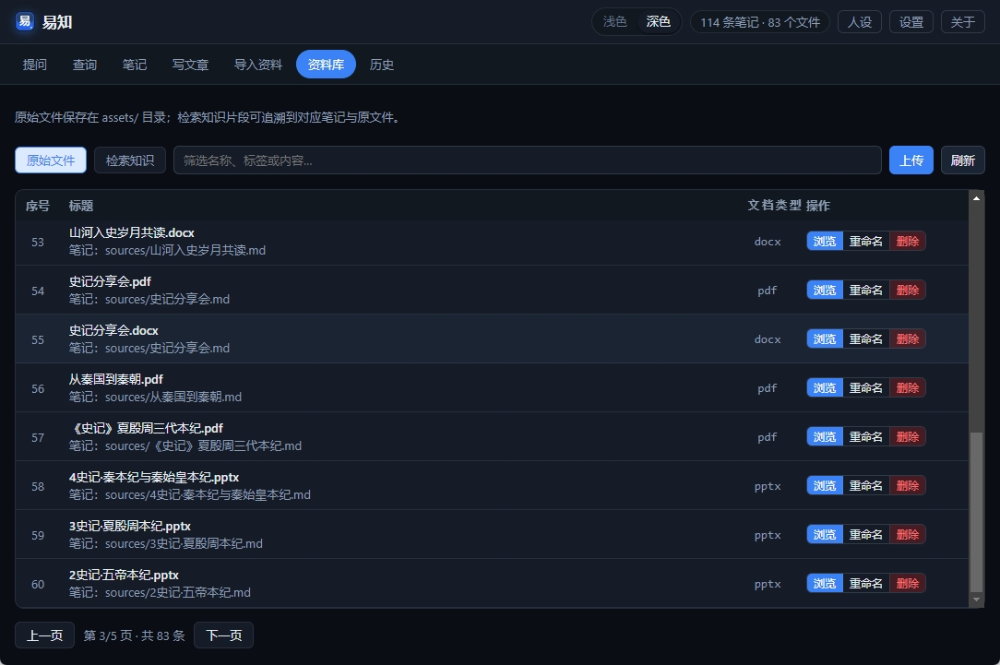 易 易知
浅色 深色 114 条笔记 · 83 个文件 人设 设置 关于
提问 查询 笔记 写文章 导入资料 资料库 历史
原始文件保存在 assets/ 目录；检索知识片段可追溯到对应笔记与原文件。
原始文件 检索知识 筛选名称、标签或内容... 上传 刷新
序号 标题 文档类型 操作
山河入史岁月共读.docx
53 docx 浏览 重命名 删除
笔记：sources/山河入史岁月共读.md
史记分享会.pdf
54 pdf 浏览 重命名 删除
笔记：sources/史记分享会.md
史记分享会.docx
55 docx 浏览 重命名 删除
笔记：sources/史记分享会.md
从秦国到秦朝.pdf
56 pdf 浏览 重命名 删除
笔记：sources/从秦国到秦朝.md
《史记》夏殷周三代本纪.pdf
57 pdf 浏览 重命名 删除
笔记：sources/《史记》夏殷周三代本纪.md
4史记·秦本纪与秦始皇本纪.pptx
58 pptx 浏览 重命名 删除
笔记：sources/4史记·秦本纪与秦始皇本纪.md
3史记·夏殷周本纪.pptx
59 pptx 浏览 重命名 删除
笔记：sources/3史记·夏殷周本纪.md
2史记·五帝本纪.pptx
60 pptx 浏览 重命名 删除
笔记：sources/2史记·五帝本纪.md
上一页 第 3/5 页 · 共 83 条 下一页